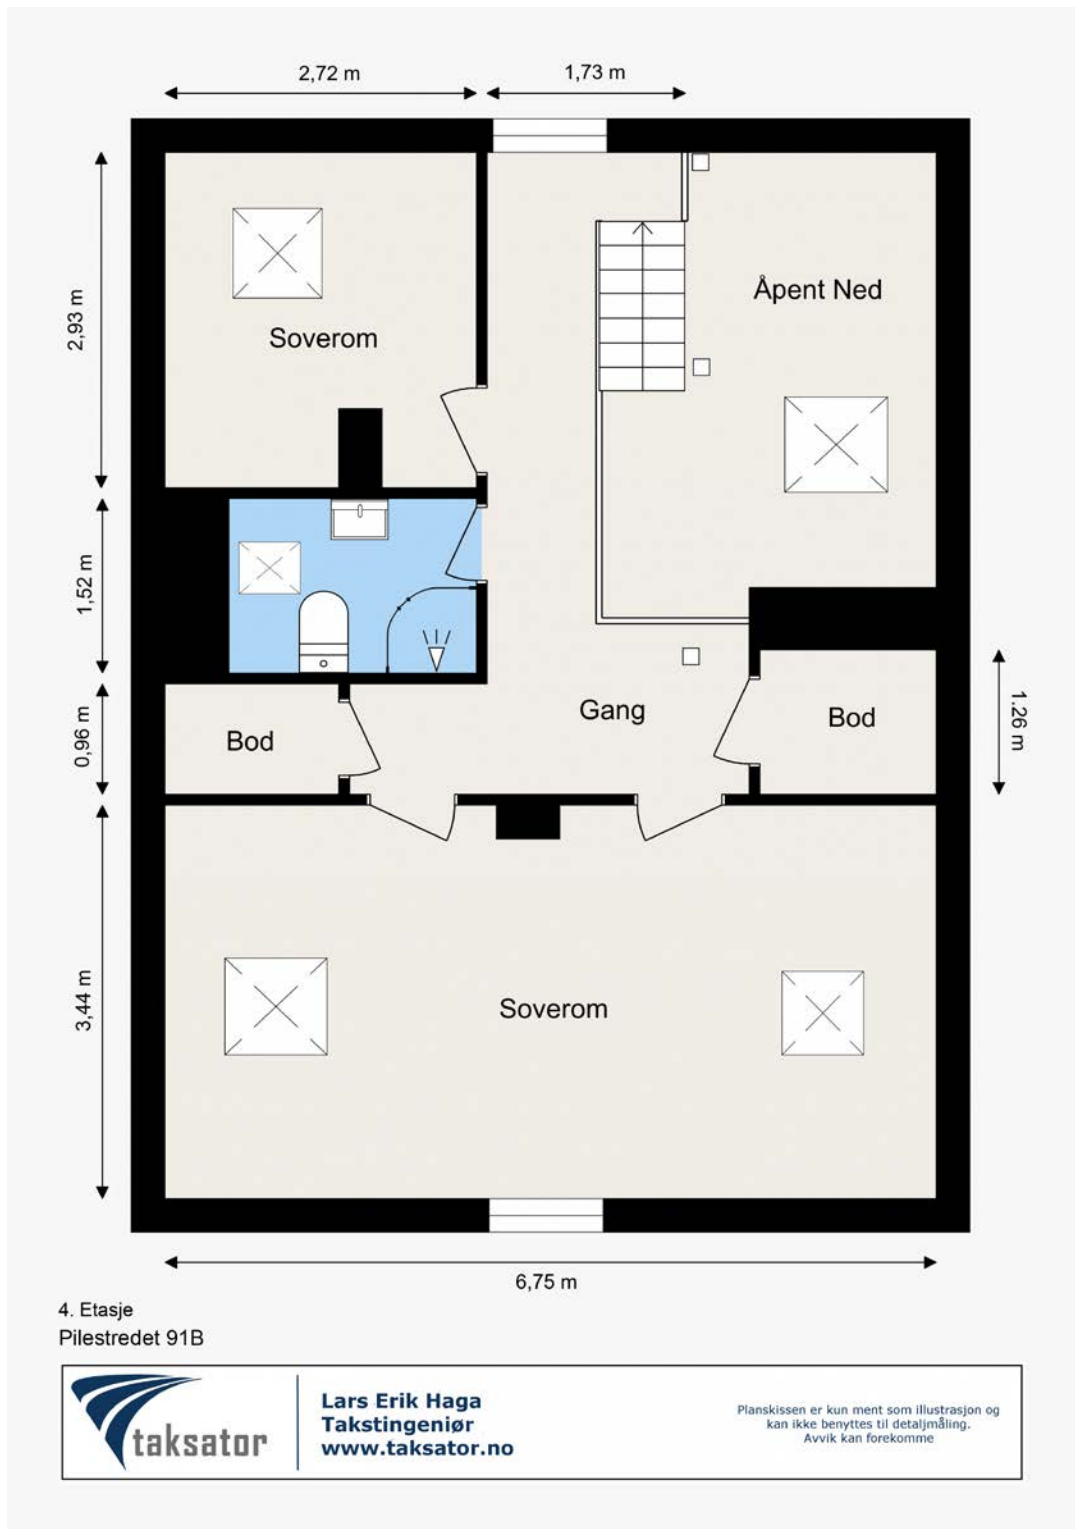 2,72 m
1,73 m
2,93 m
Åpent Ned
Soverom
1,52 m
0,96 m
Bod
Gang
Bod
1.26 m
3,44 m
Soverom
6,75 m
4. Etasje
Pilestredet 91B
taksator
Lars Erik Haga
Takstingeniør
www.taksator.no
Planskissen er kun ment som illustrasjon og
kan ikke benyttes til detaljmåling.
Avvik kan forekomme